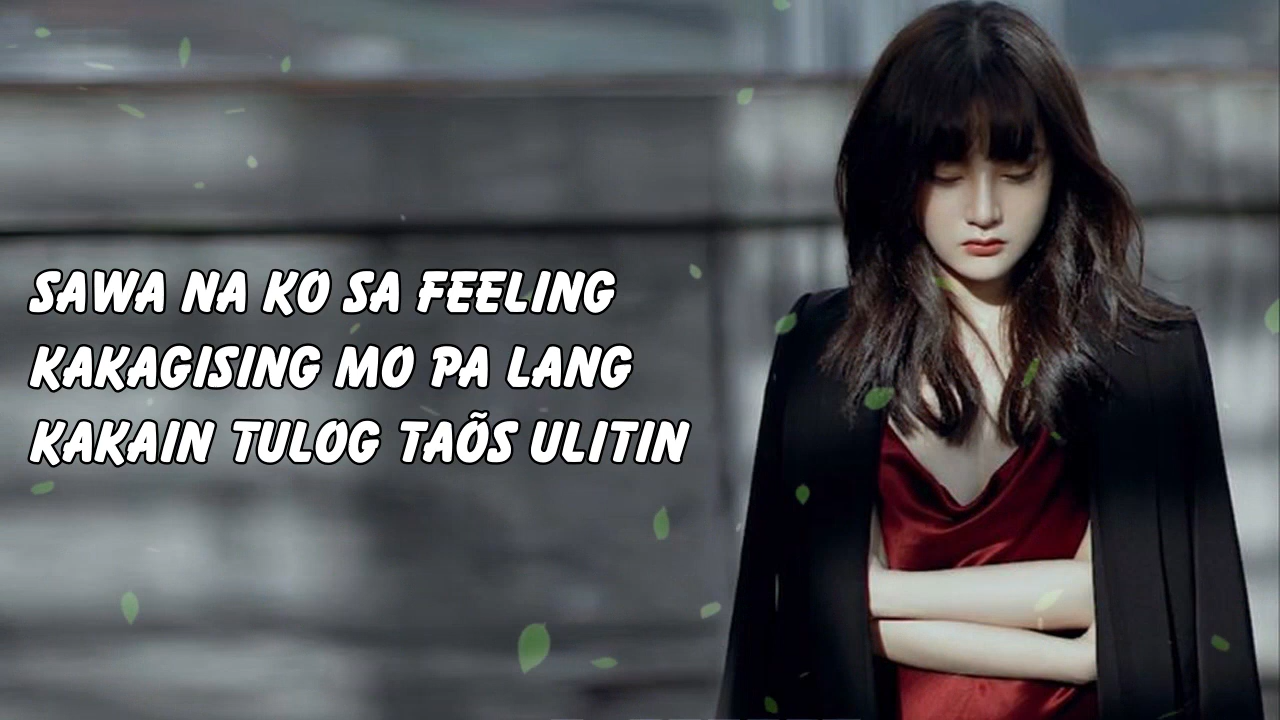 SAWA NA KO SA FEELING
KAKAGISING MO PA LANG
KAKAIN TULOG TAÕS ULITIN